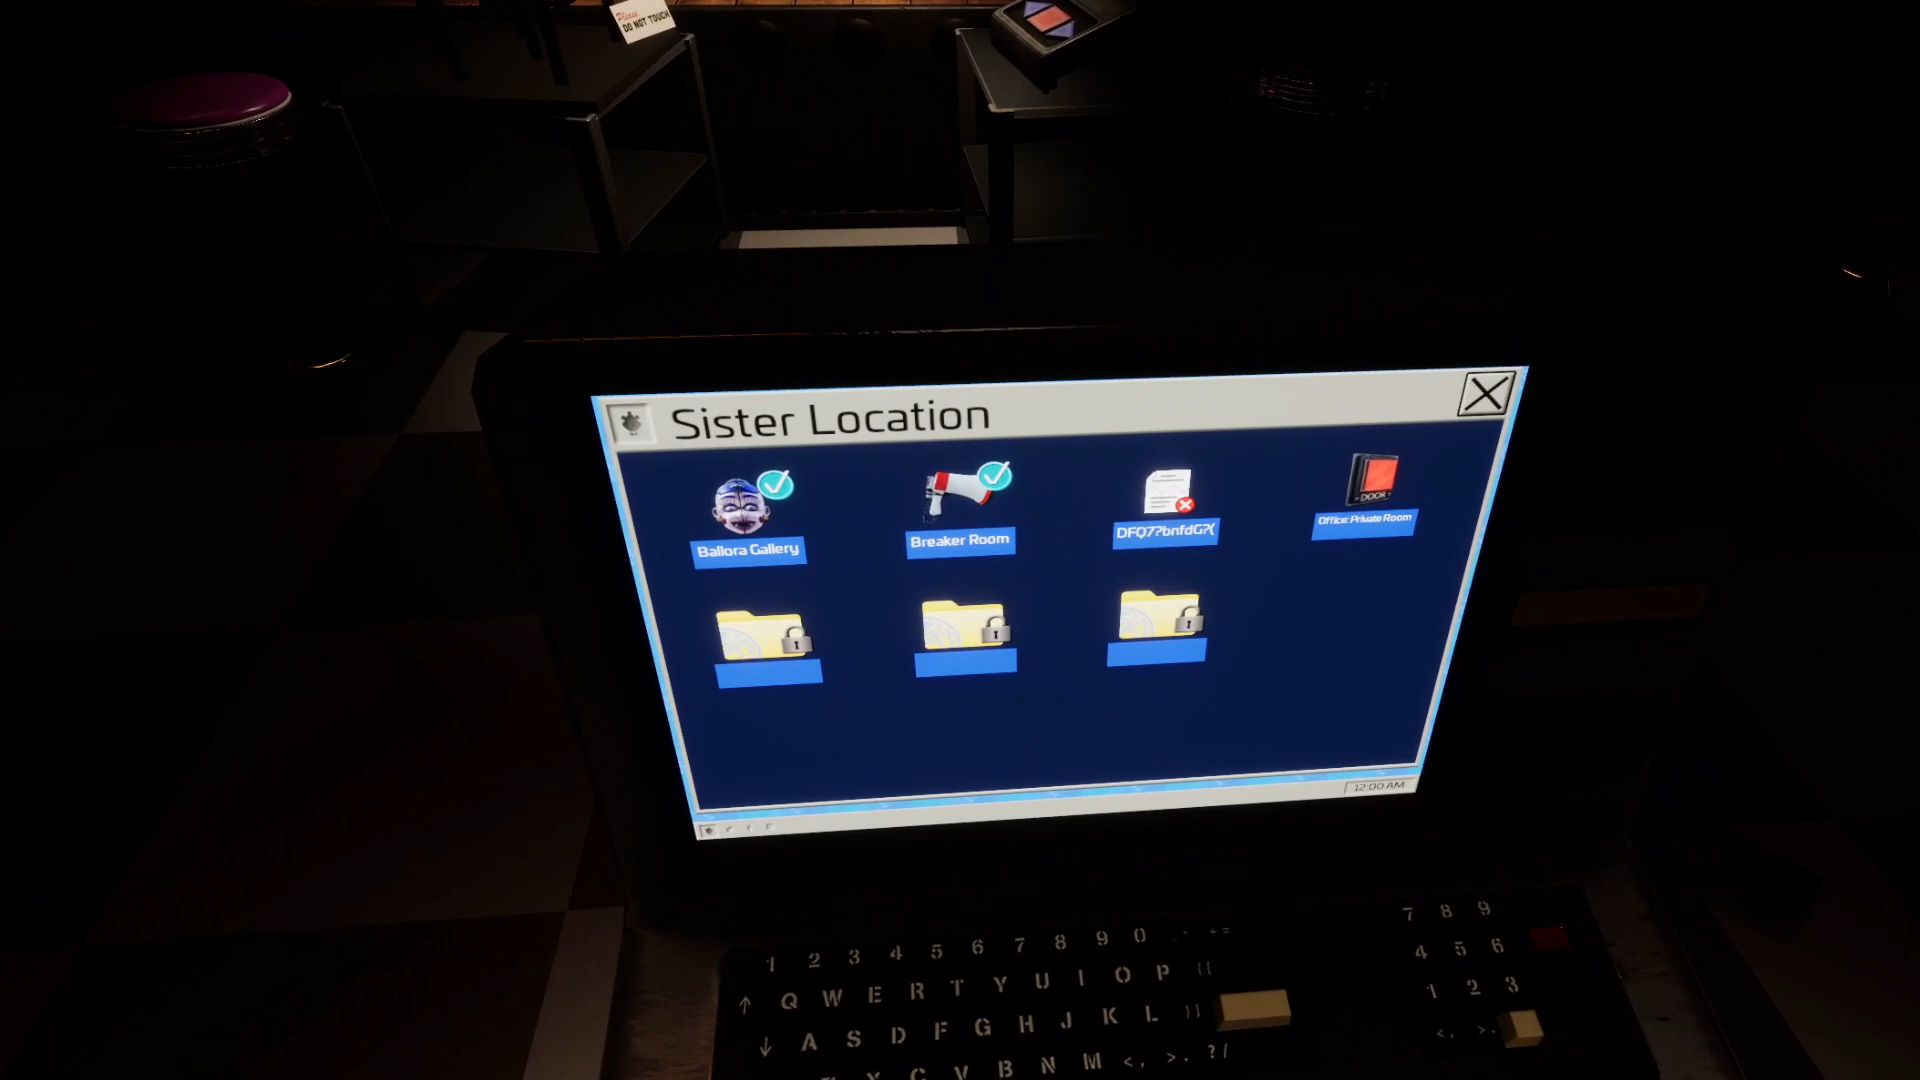 Please
DO NOT TOUCH
Sister Location
Ballora Gallery
Breaker Room
DFQ7?bnfdG?(
DOOR
Office: Private Room
12:00 AM
1 2 3 4 5 6 7 8 9 0 - += 
7 8 9
Q W E R T Y U I O P [[
4 5 6
A S D F G H J K L ]]
1 2 3
X C V B N M <, >. ?/
<, >.